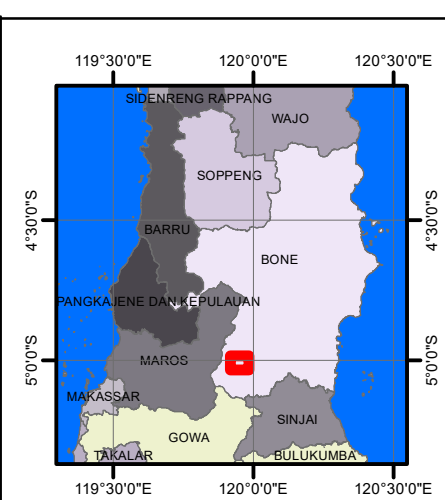 119°30'0"E 120°0'0"E 120°30'0"E
SIDENRENG RAPPANG
WAJO
SOPPENG
4°30'0"S 4°30'0"S
BARRU
BONE
PANGKAJENE DAN KEPULAUAN
5°0'0"S 5°0'0"S
MAROS
MAKASSAR
SINJAI
GOWA
TAKALAR BULUKUMBA
119°30'0"E 120°0'0"E 120°30'0"E